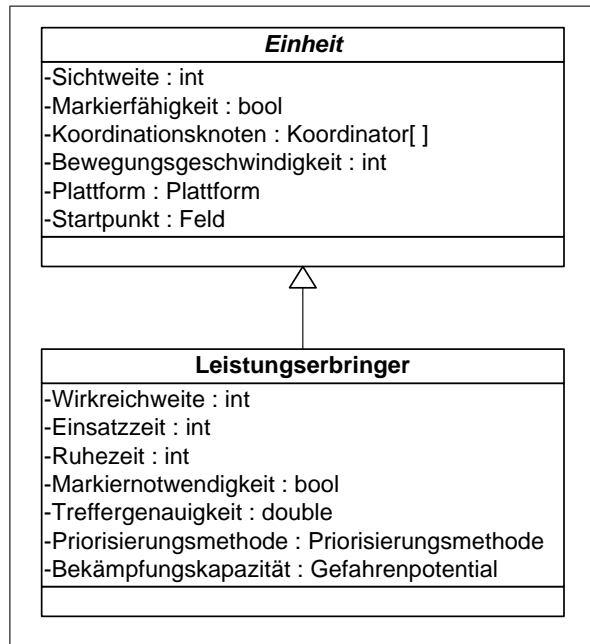 Einheit
-Sichtweite : int
-Markierfähigkeit : bool
-Koordinationsknoten : Koordinator[ ]
-Bewegungsgeschwindigkeit : int
-Plattform : Plattform
-Startpunkt : Feld
Leistungserbringer
-Wirkreichweite : int
-Einsatzzeit : int
-Ruhezeit : int
-Markiernotwendigkeit : bool
-Treffergenauigkeit : double
-Priorisierungsmethode : Priorisierungsmethode
-Bekämpfungskapazität : Gefahrenpotential